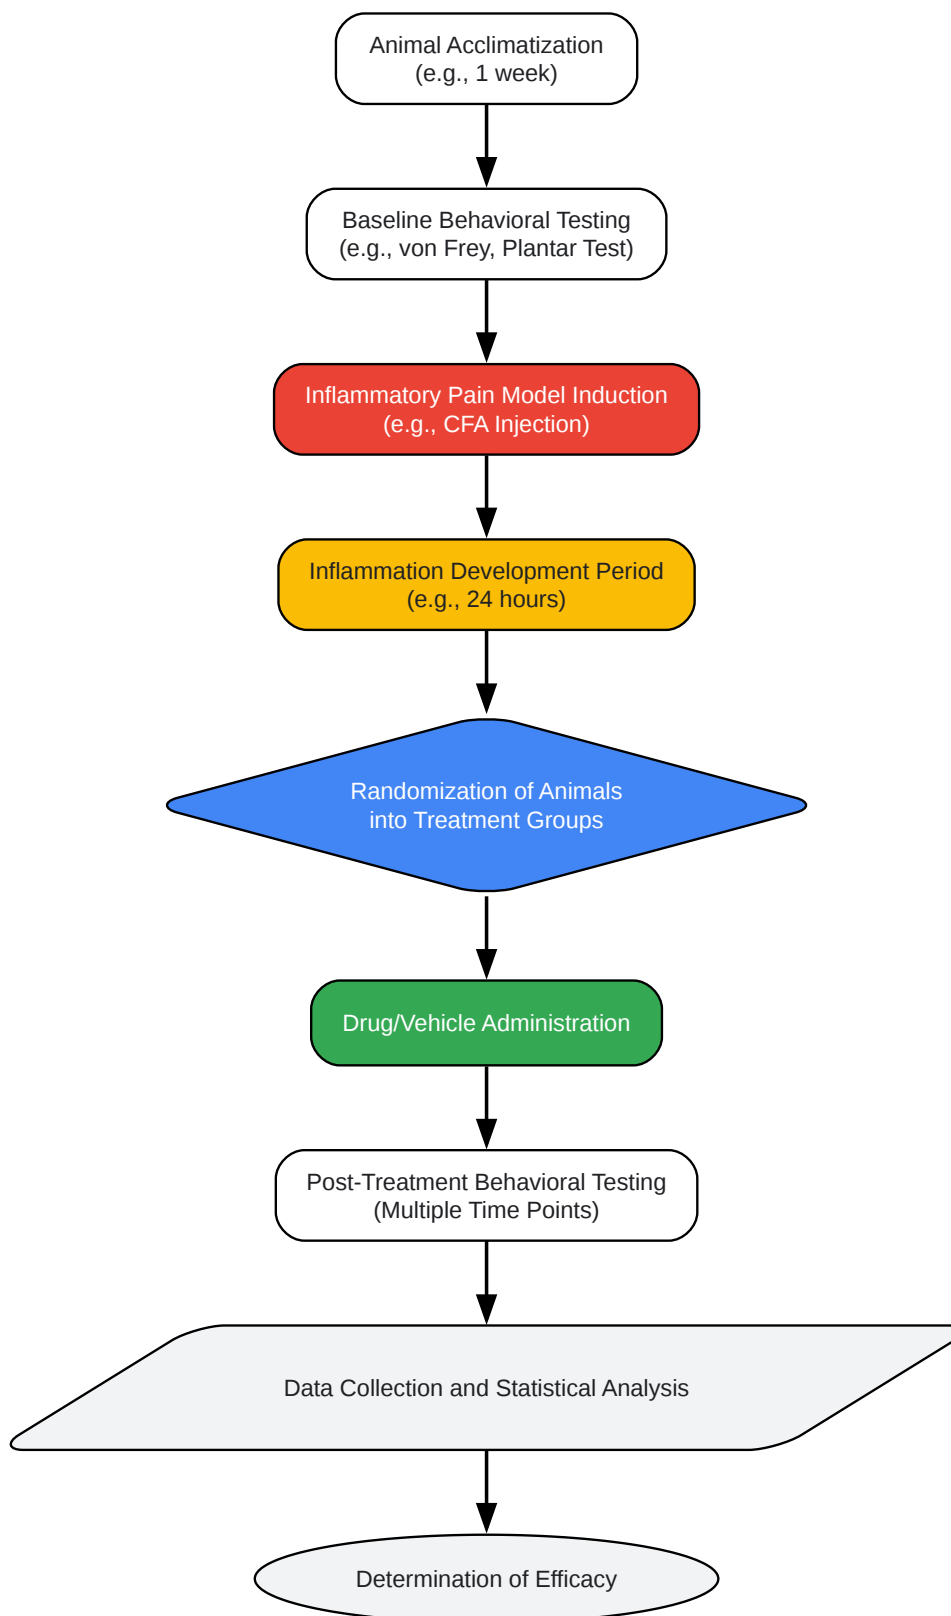 Animal Acclimatization
(e.g., 1 week)
Baseline Behavioral Testing
(e.g., von Frey, Plantar Test)
Inflammatory Pain Model Induction
(e.g., CFA Injection)
Inflammation Development Period
(e.g., 24 hours)
Randomization of Animals
into Treatment Groups
Drug/Vehicle Administration
Post-Treatment Behavioral Testing
(Multiple Time Points)
Data Collection and Statistical Analysis
Determination of Efficacy